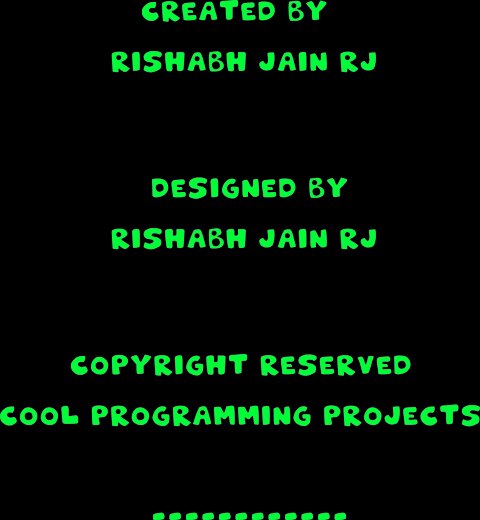 CREATED BY
RISHABH JAIN RJ
DESIGNED BY
RISHABH JAIN RJ
COPYRIGHT RESERVED
COOL PROGRAMMING PROJECTS